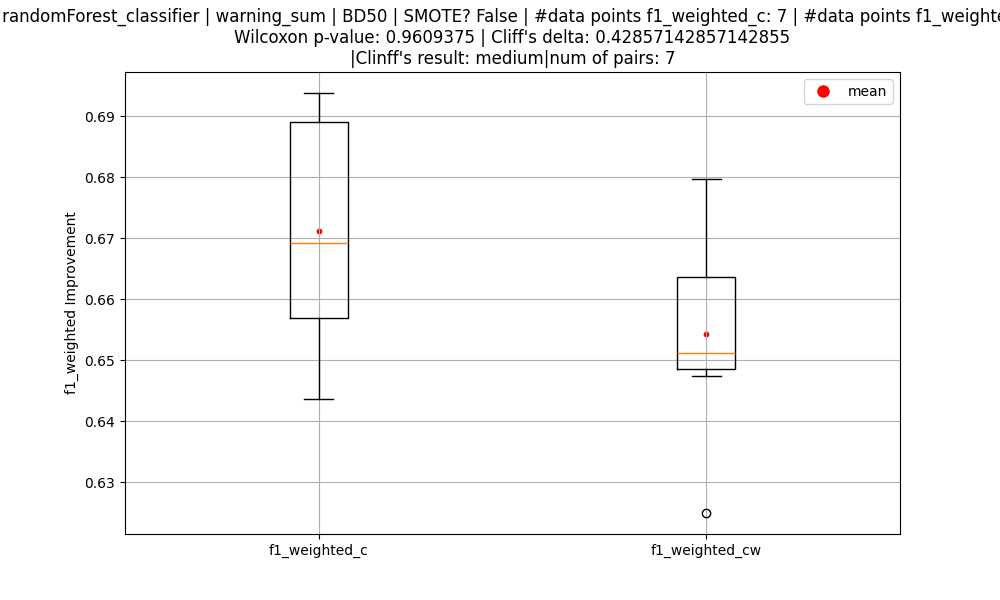 randomForest_classifier | warning_sum | BD50 | SMOTE? False | #data points f1_weighted_c: 7 | #data points
Wilcoxon p-value: 0.9609375 | Cliff's delta: 0.42857142857142855
|Clinff's result: medium|num of pairs: 7
mean
0.69
0.68
0.67
0.66
0.65
0.64
0.63
f1_weighted Improvement
f1_weighted_c
f1_weighted_cw